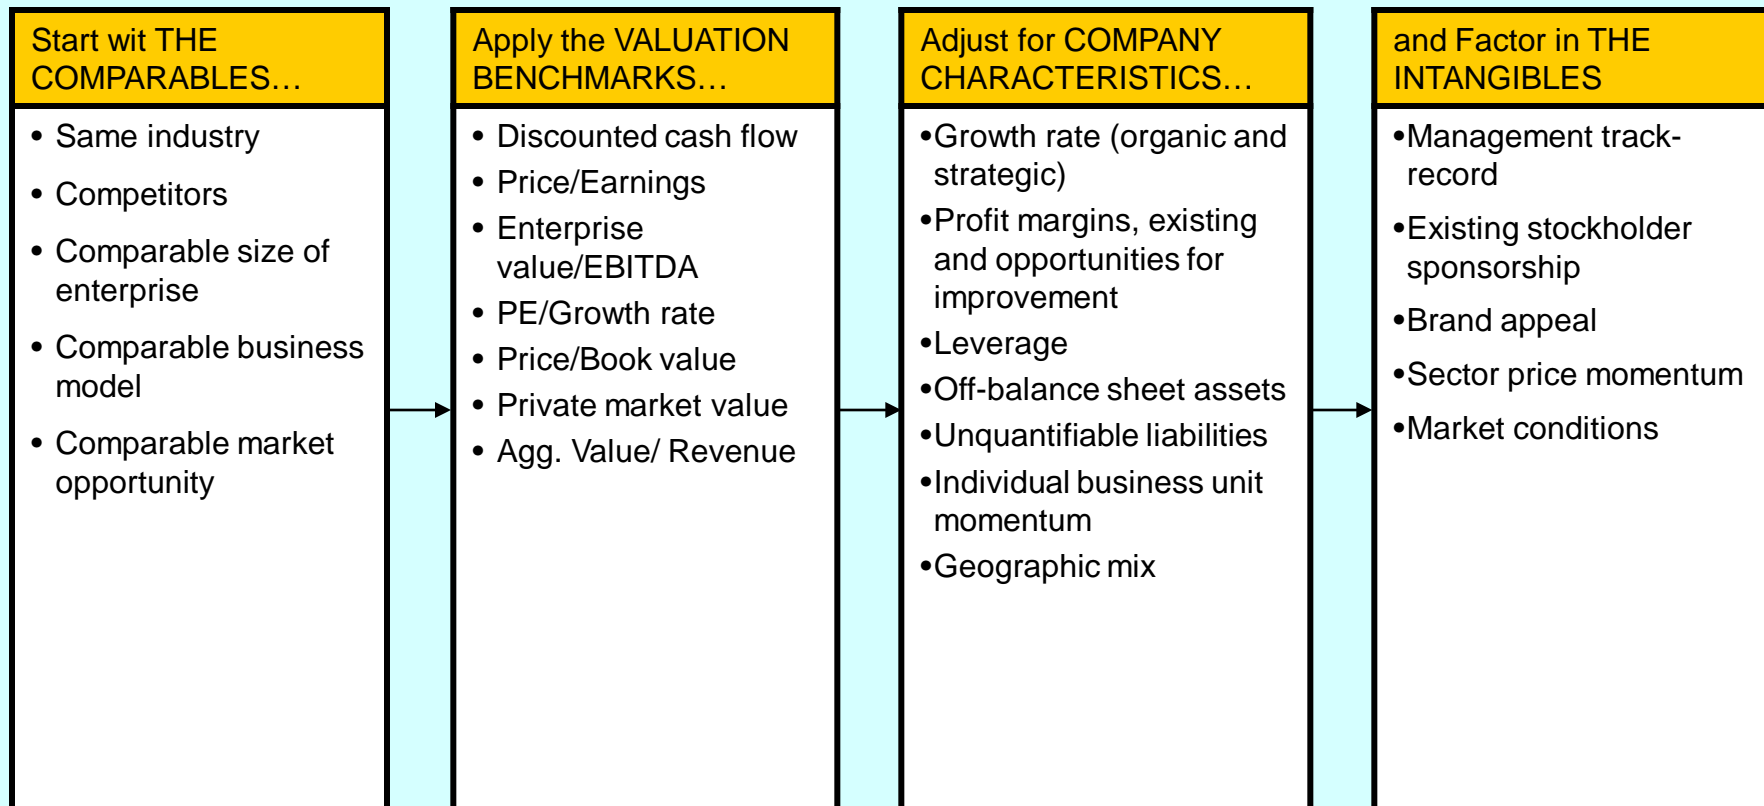 Start wit THE
COMPARABLES…
• Same industry
• Competitors
• Comparable size of
enterprise
• Comparable business
model
• Comparable market
opportunity
Apply the VALUATION
BENCHMARKS…
• Discounted cash flow
• Price/Earnings
• Enterprise
value/EBITDA
• PE/Growth rate
• Price/Book value
• Private market value
• Agg. Value/ Revenue
Adjust for COMPANY
CHARACTERISTICS…
•Growth rate (organic and
strategic)
•Profit margins, existing
and opportunities for
improvement
•Leverage
•Off-balance sheet assets
•Unquantifiable liabilities
•Individual business unit
momentum
•Geographic mix
and Factor in THE
INTANGIBLES
•Management track-
record
•Existing stockholder
sponsorship
•Brand appeal
•Sector price momentum
•Market conditions